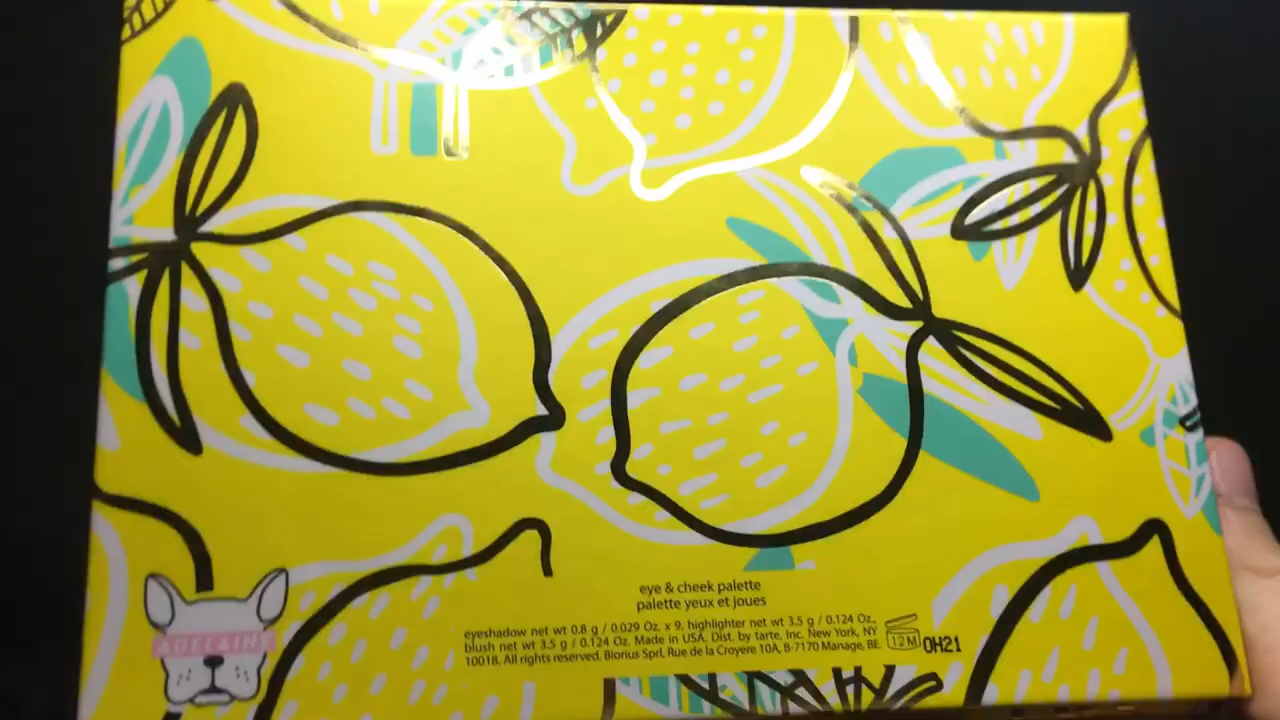 eye & cheek palette
palette yeux et joues
eyeshadow net wt 0.8 g / 0.029 Oz. x 9, highlighter net wt 3.5 g / 0.124 Oz.,
blush net wt 3.5 g / 0.124 Oz. Made in USA. Dist. by tarte, Inc. New York, NY
10018. All rights reserved. Biorius Sprl, Rue de la Croyere 10A, B-7170 Manage, BE.
12M
0H21
ADELAINE